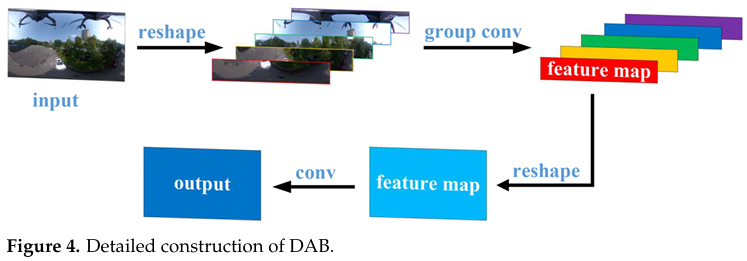 reshape
group conv
input
feature map
reshape
feature map
conv
output
Figure 4. Detailed construction of DAB.